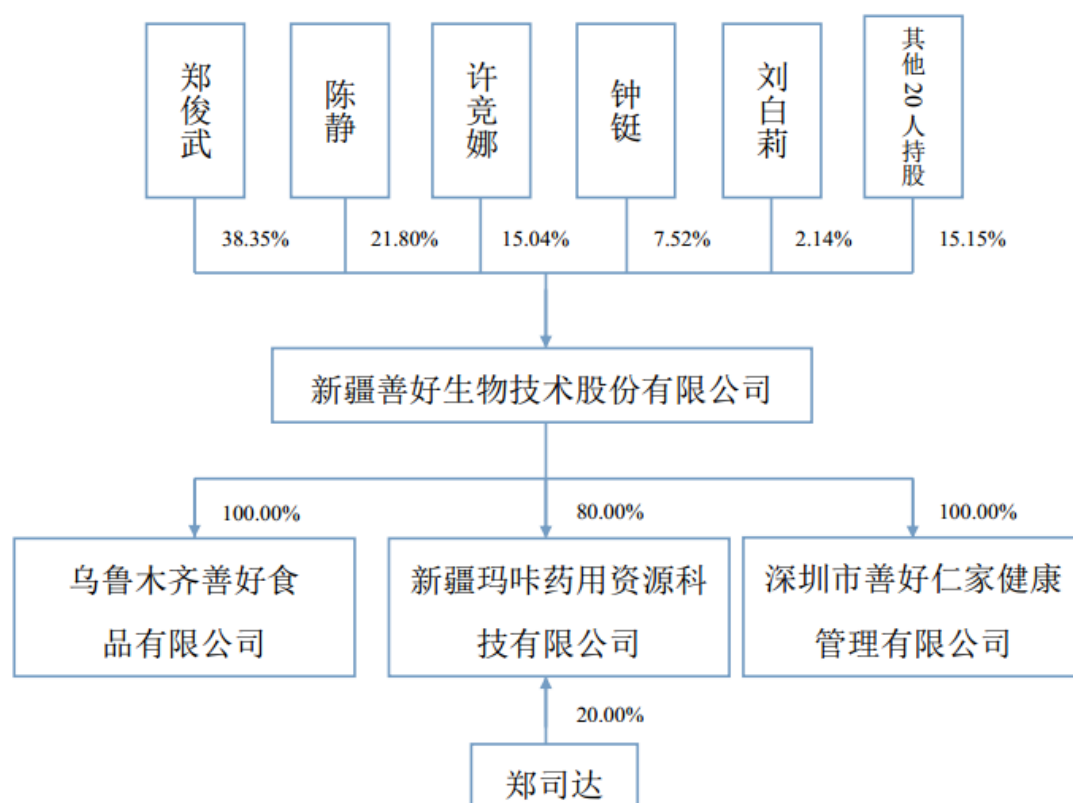 郑俊武
陈静
许竞娜
钟铤
刘白莉
其他 20 人持股
38.35%
21.80%
15.04%
7.52%
2.14%
15.15%
新疆善好生物技术股份有限公司
100.00%
80.00%
100.00%
乌鲁木齐善好食
品有限公司
新疆玛咔药用资源科
技有限公司
深圳市善好仁家健康
管理有限公司
20.00%
郑司达